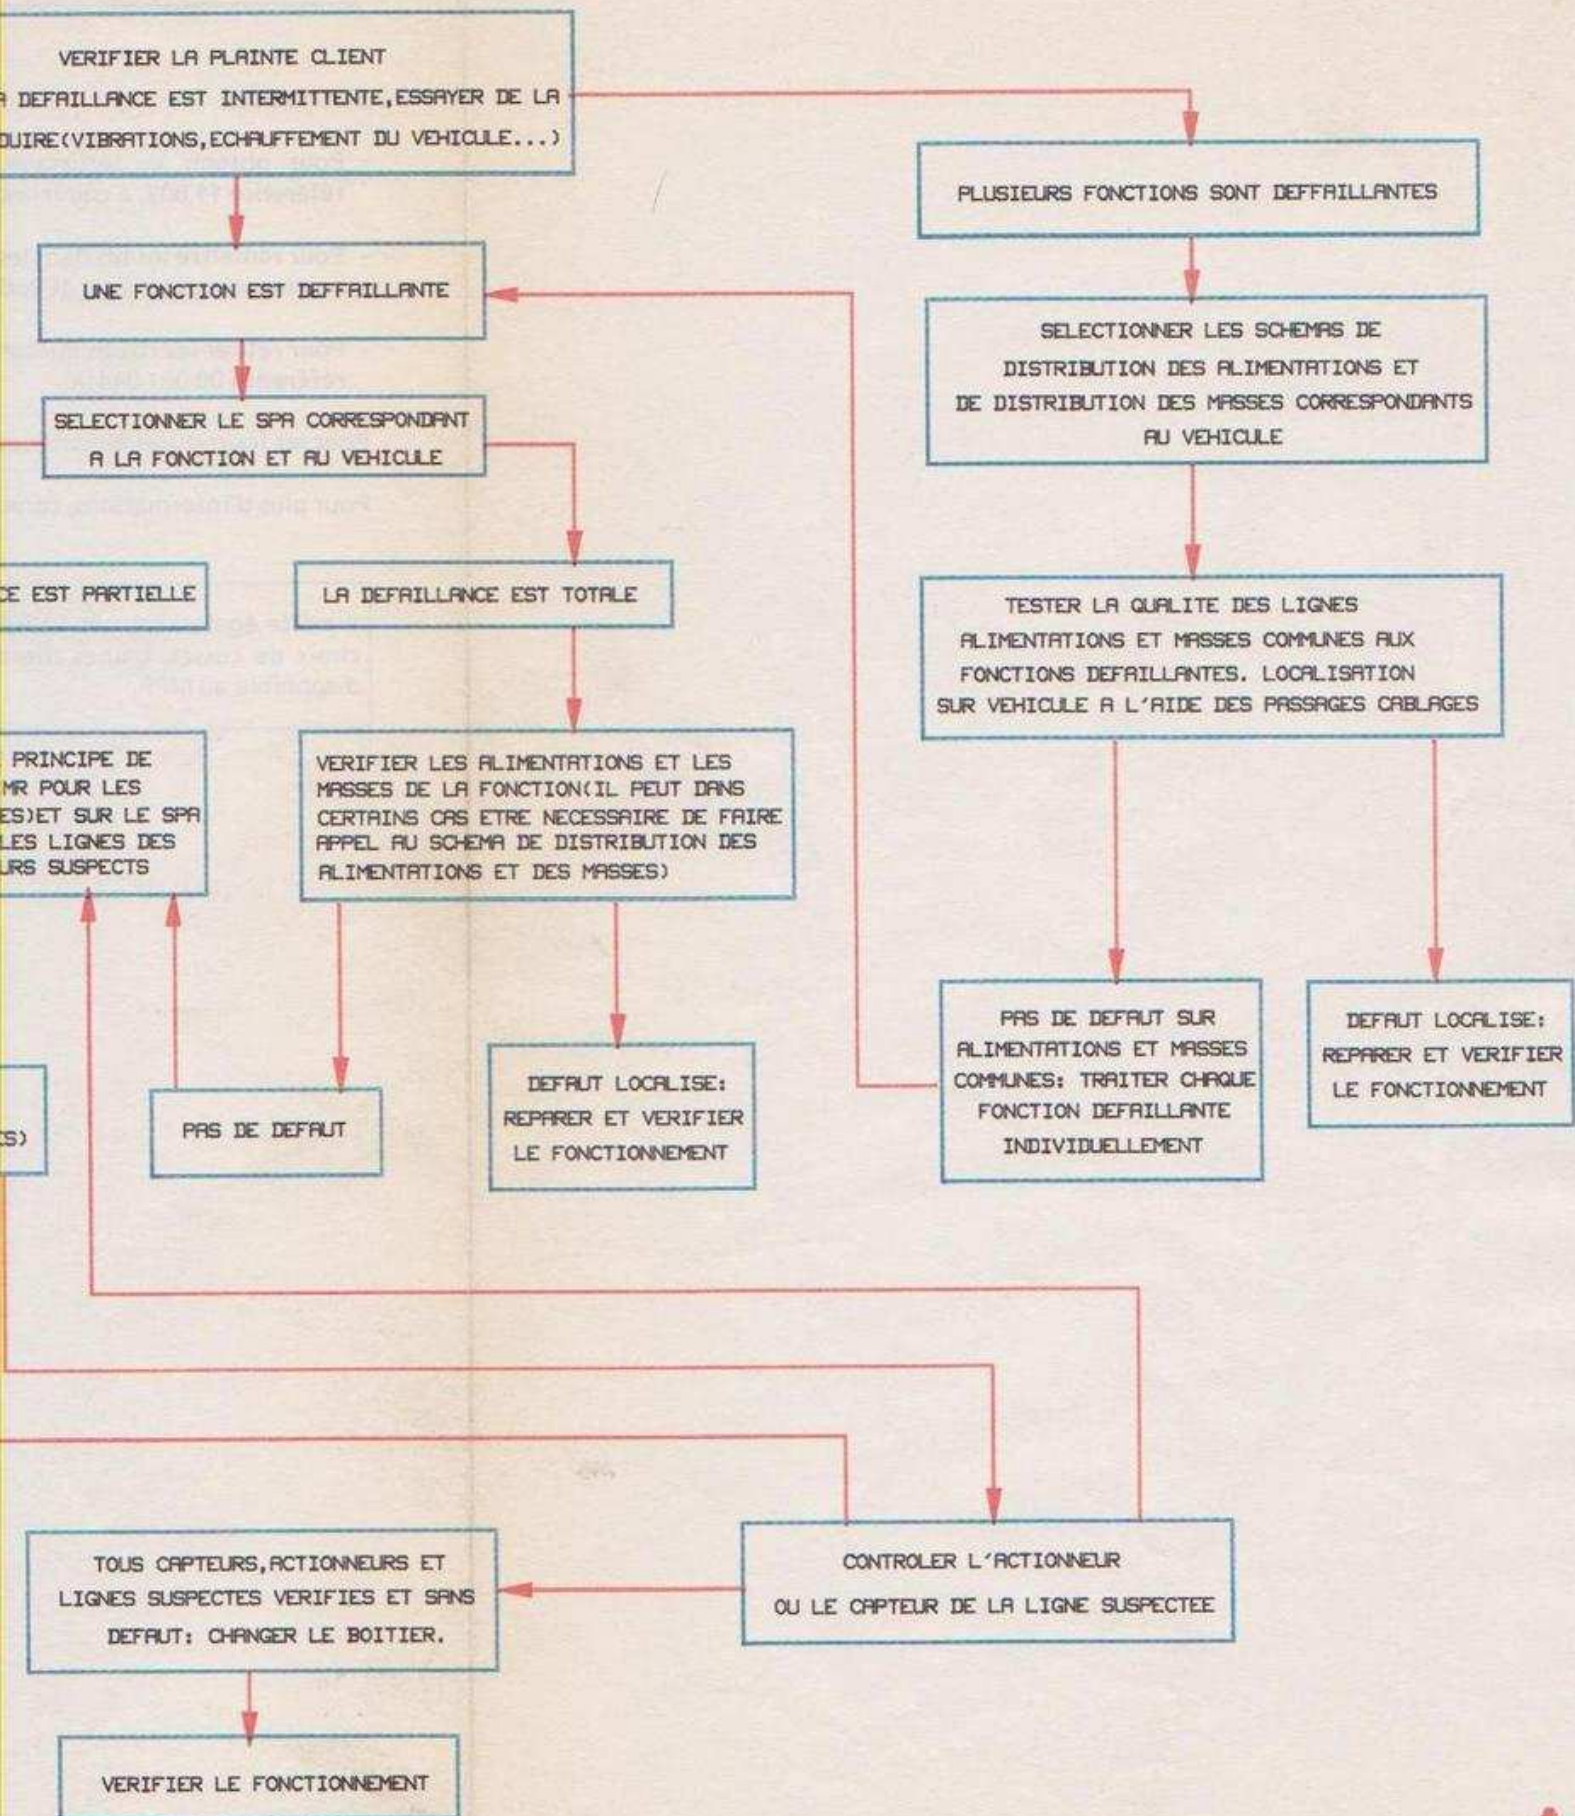 VERIFIER LA PLAINTE CLIENT
DEFAILLANCE EST INTERMITTENTE,ESSAYER DE LA
DUIRE(VIBRATIONS,ECHAUFFEMENT DU VEHICULE...)
PLUSIEURS FONCTIONS SONT DEFFAILLANTES
UNE FONCTION EST DEFFAILLANTE
SELECTIONNER LES SCHEMAS DE
DISTRIBUTION DES ALIMENTATIONS ET
DE DISTRIBUTION DES MASSES CORRESPONDANTS
AU VEHICULE
SELECTIONNER LE SPA CORRESPONDANT
A LA FONCTION ET AU VEHICULE
CE EST PARTIELLE
LA DEFAILLANCE EST TOTALE
TESTER LA QUALITE DES LIGNES
ALIMENTATIONS ET MASSES COMMUNES AUX
FONCTIONS DEFAILLANTES. LOCALISATION
SUR VEHICULE A L'AIDE DES PASSAGES CABLAGES
PRINCIPE DE
MR POUR LES
ES)ET SUR LE SPA
LES LIGNES DES
URS SUSPECTS
VERIFIER LES ALIMENTATIONS ET LES
MASSES DE LA FONCTION(IL PEUT DANS
CERTAINS CAS ETRE NECESSAIRE DE FAIRE
APPEL AU SCHEMA DE DISTRIBUTION DES
ALIMENTATIONS ET DES MASSES)
S)
PAS DE DEFAUT
DEFAUT LOCALISE:
REPARER ET VERIFIER
LE FONCTIONNEMENT
PAS DE DEFAUT SUR
ALIMENTATIONS ET MASSES
COMMUNES: TRAITER CHAQUE
FONCTION DEFAILLANTE
INDIVIDUELLEMENT
DEFAUT LOCALISE:
REPARER ET VERIFIER
LE FONCTIONNEMENT
TOUS CAPTEURS,ACTIONNEURS ET
LIGNES SUSPECTES VERIFIES ET SANS
DEFAUT: CHANGER LE BOITIER.
CONTROLER L'ACTIONNEUR
OU LE CAPTEUR DE LA LIGNE SUSPECTEE
VERIFIER LE FONCTIONNEMENT